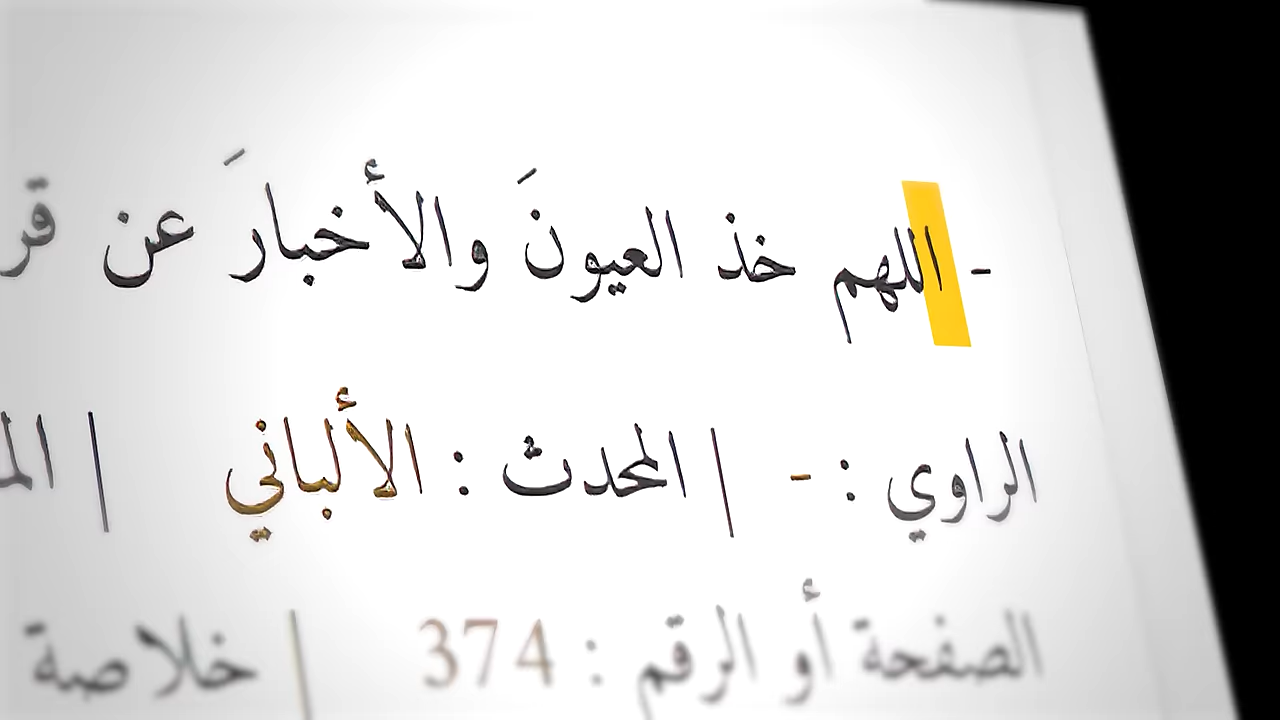 - اللهم خذ العيونَ والأخبارَ عن
الراوي : - | المحدث : الألباني |
الصفحة أو الرقم : 374 | خلاصة